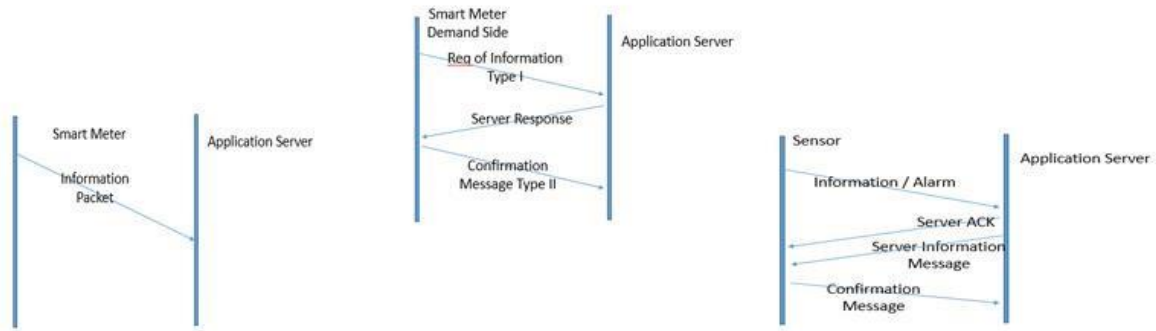 Smart Meter
Application Server
Information
Packet
Smart Meter
Demand Side
Application Server
Req of Information
Type I
Server Response
Confirmation
Message Type II
Sensor
Application Server
Information / Alarm
Server ACK
Server Information
Message
Confirmation
Message